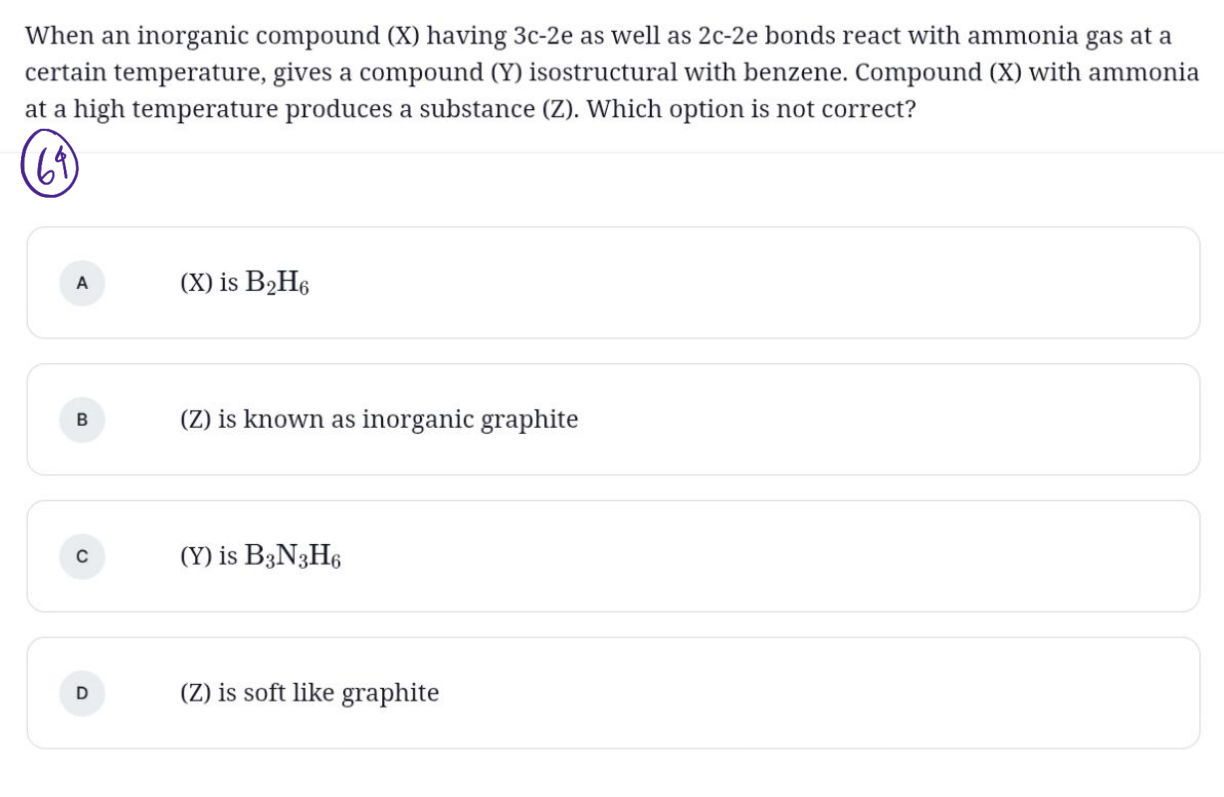 When an inorganic compound (X) having 3c-2e as well as 2c-2e bonds react with ammonia gas at a
certain temperature, gives a compound (Y) isostructural with benzene. Compound (X) with ammonia
at a high temperature produces a substance (Z). Which option is not correct?
69
A (X) is B₂H₆
B (Z) is known as inorganic graphite
C (Y) is B₃N₃H₆
D (Z) is soft like graphite